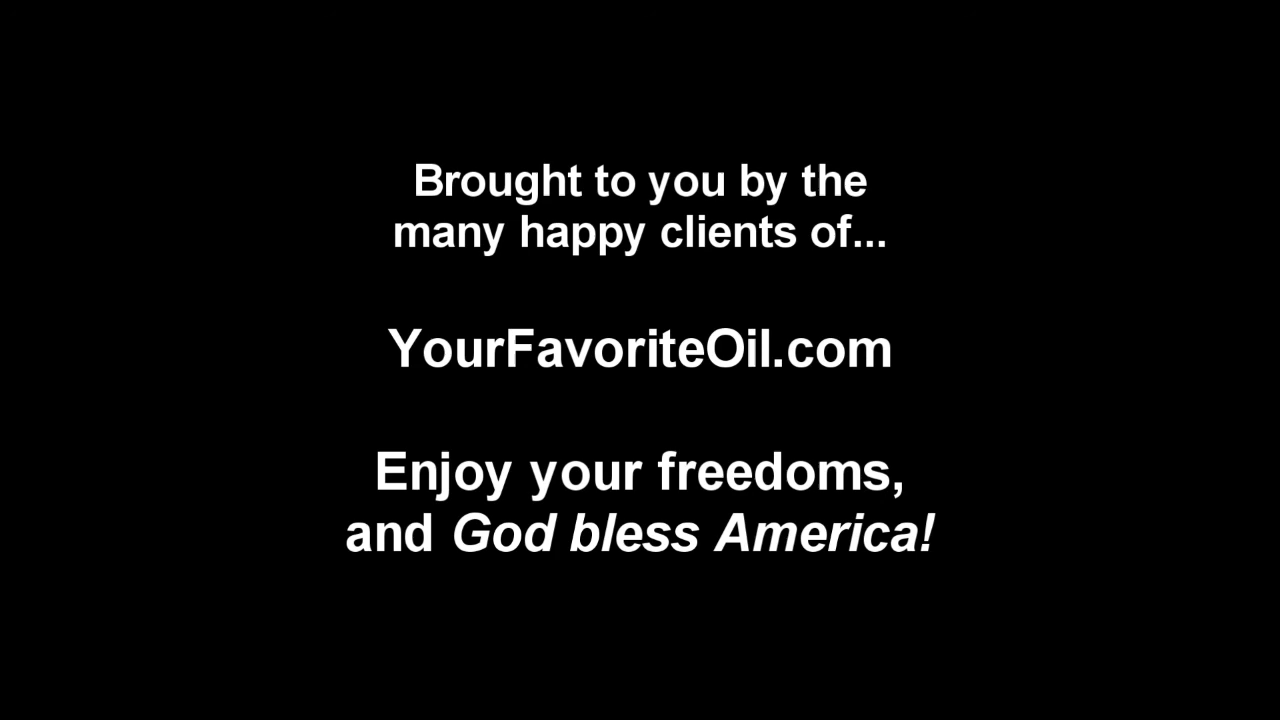 Brought to you by the
many happy clients of...
YourFavoriteOil.com
Enjoy your freedoms,
and God bless America!